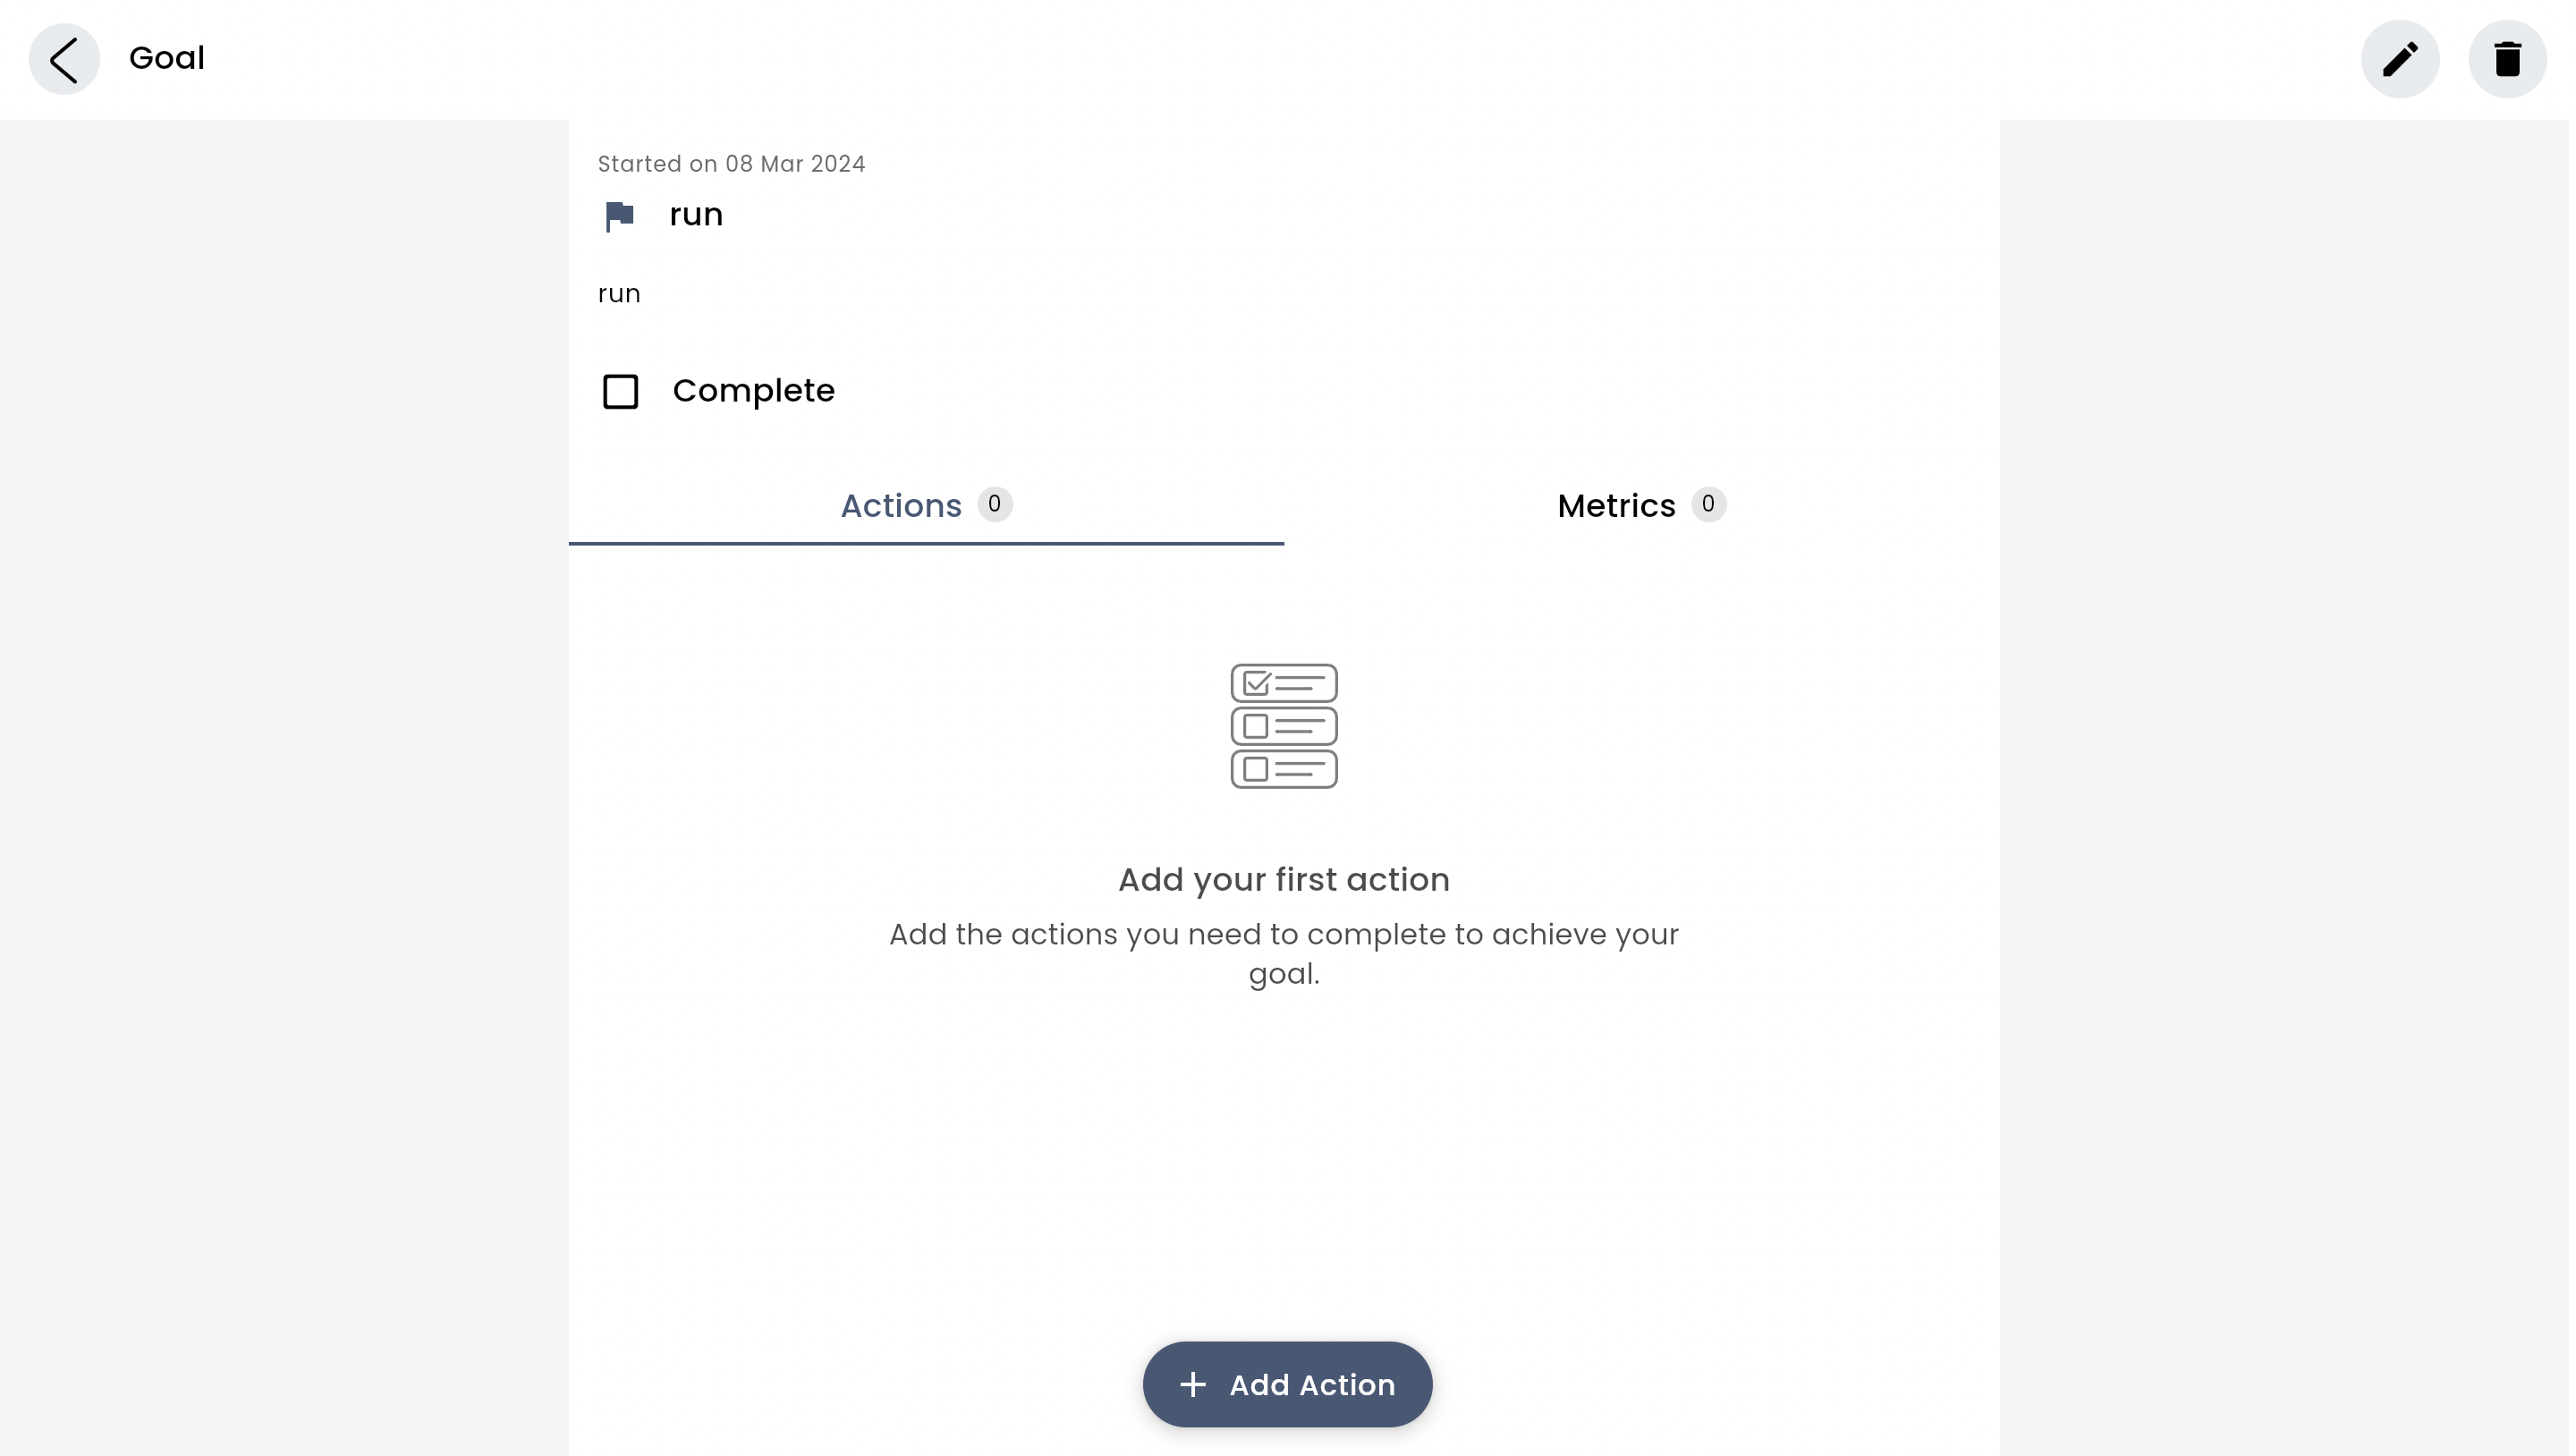 Goal
Started on 08 Mar 2024
run
run
Complete
Actions 0
Metrics 0
Add your first action
Add the actions you need to complete to achieve your
goal.
+ Add Action